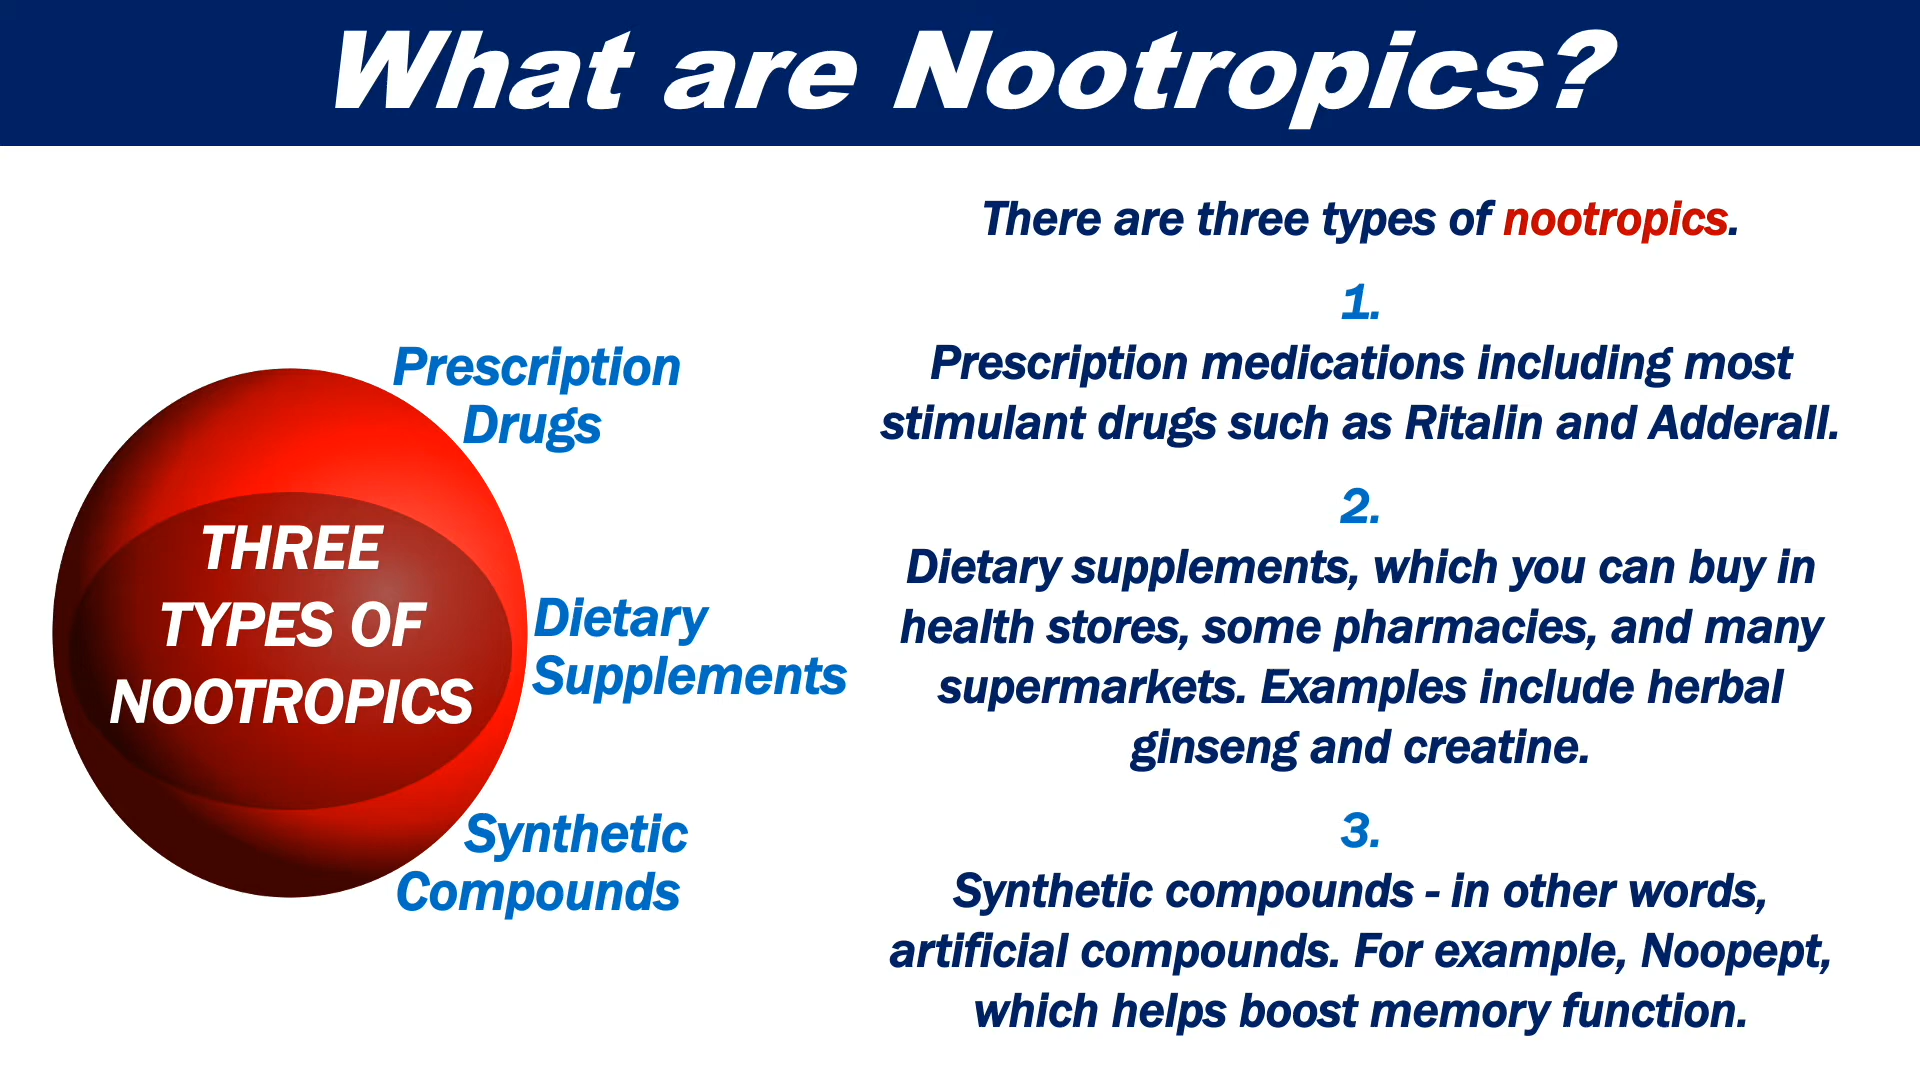 What are Nootropics?
Prescription
Drugs
THREE
TYPES OF
NOOTROPICS
Dietary
Supplements
Synthetic
Compounds
There are three types of nootropics.
1.
Prescription medications including most
stimulant drugs such as Ritalin and Adderall.
2.
Dietary supplements, which you can buy in
health stores, some pharmacies, and many
supermarkets. Examples include herbal
ginseng and creatine.
3.
Synthetic compounds - in other words,
artificial compounds. For example, Noopept,
which helps boost memory function.